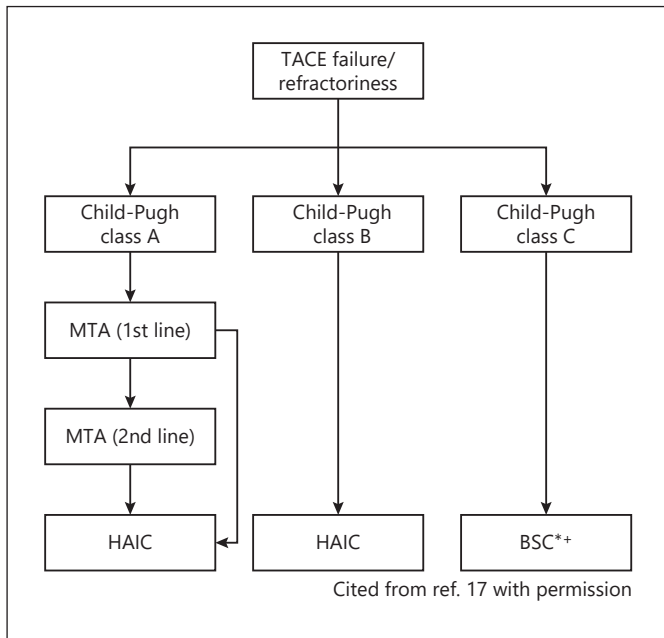 TACE failure/
refractoriness
Child-Pugh
class A
Child-Pugh
class B
Child-Pugh
class C
MTA (1st line)
MTA (2nd line)
HAIC
HAIC
BSC*+
Cited from ref. 17 with permission